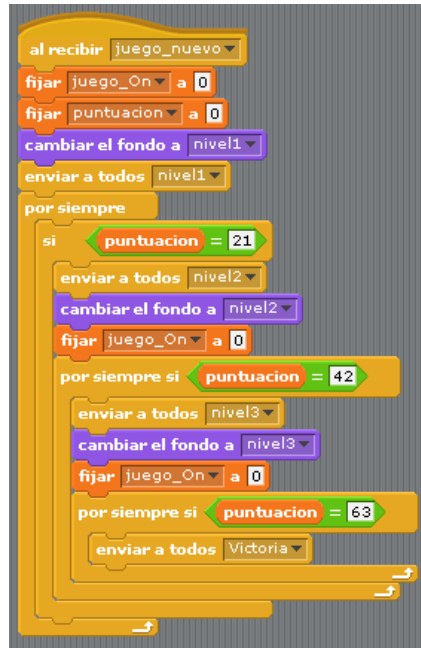 al recibir juego_nuevo
fijar juego_On a 0
fijar puntuacion a 0
cambiar el fondo a nivel1
enviar a todos nivel1
por siempre
si puntuacion = 21
enviar a todos nivel2
cambiar el fondo a nivel2
fijar juego_On a 0
por siempre si puntuacion = 42
enviar a todos nivel3
cambiar el fondo a nivel3
fijar juego_On a 0
por siempre si puntuacion = 63
enviar a todos Victoria